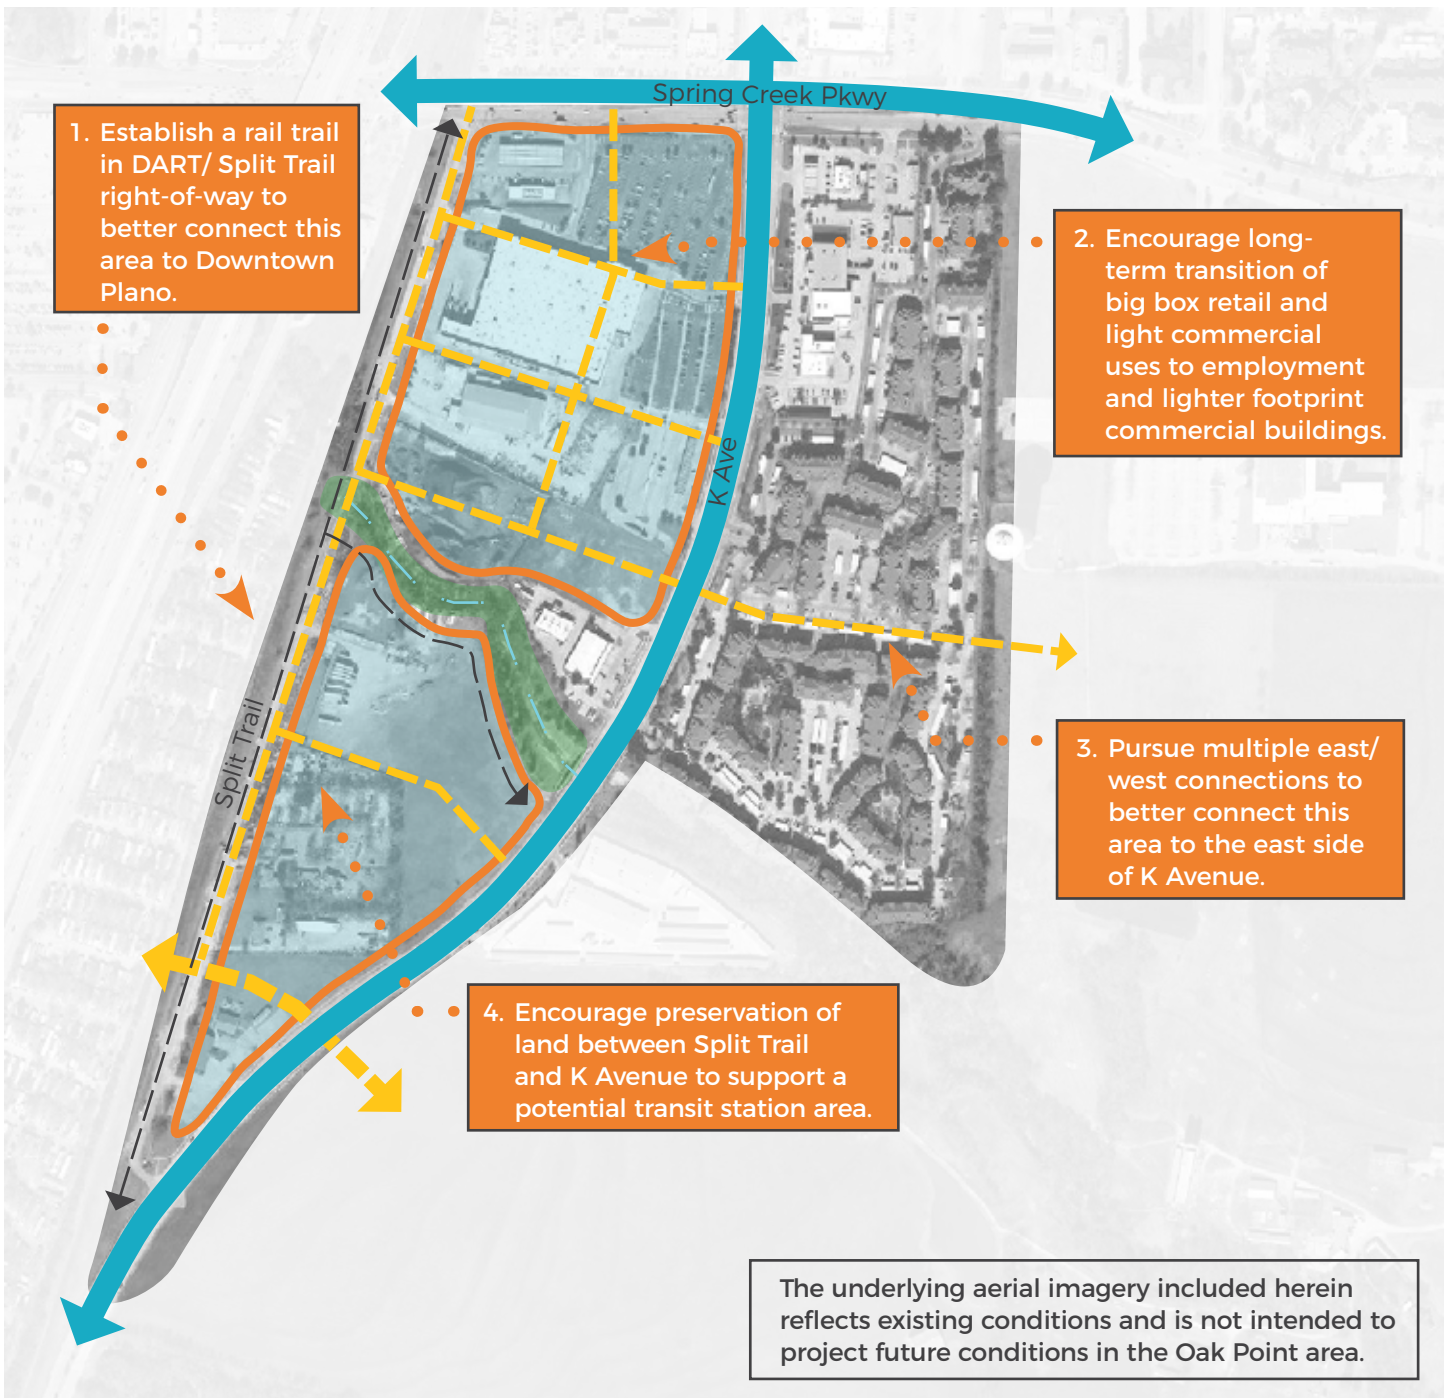 Spring Creek Pkwy
1. Establish a rail trail
in DART/ Split Trail
right-of-way to
better connect this
area to Downtown
Plano.
2. Encourage long-
term transition of
big box retail and
light commercial
uses to employment
and lighter footprint
commercial buildings.
K Ave
Split Trail
3. Pursue multiple east/
west connections to
better connect this
area to the east side
of K Avenue.
4. Encourage preservation of
land between Split Trail
and K Avenue to support a
potential transit station area.
The underlying aerial imagery included herein
reflects existing conditions and is not intended to
project future conditions in the Oak Point area.